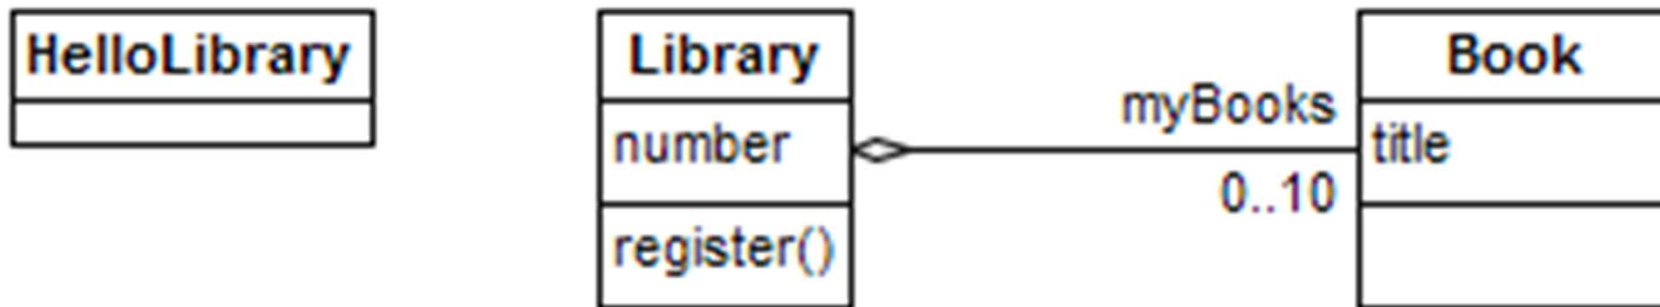 HelloLibrary
Library
number
register()
myBooks
0..10
Book
title